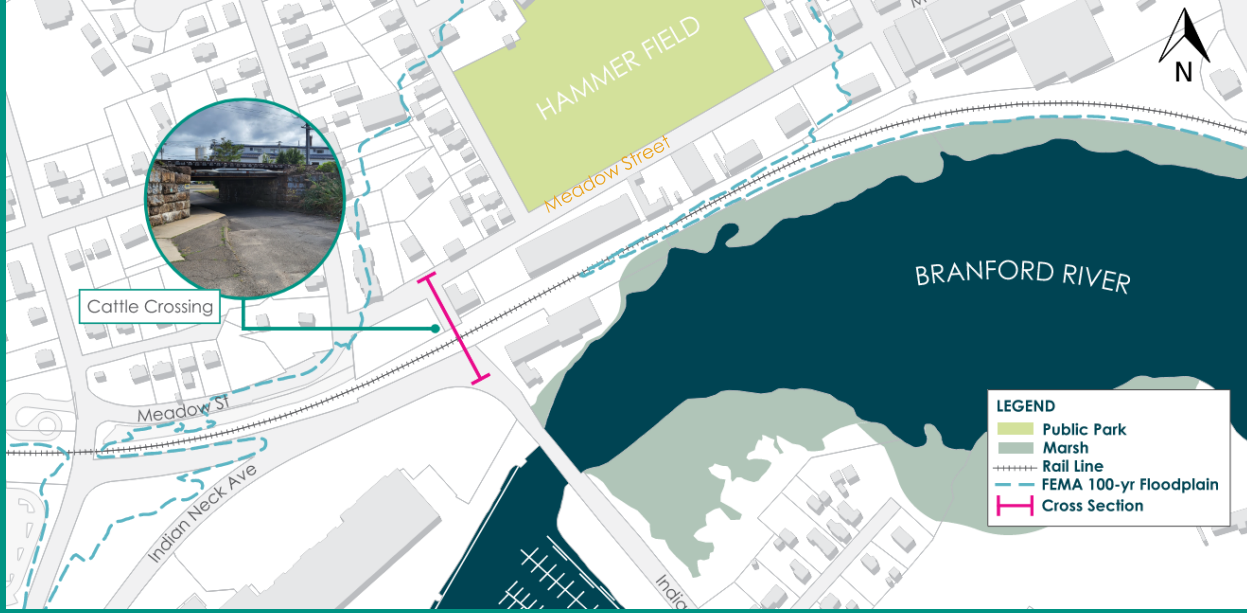 HAMMER FIELD
N
Meadow Street
BRANFORD RIVER
Cattle Crossing
Meadow ST
Indian Neck Ave
LEGEND
Public Park
Marsh
Rail Line
FEMA 100-yr Floodplain
Cross Section